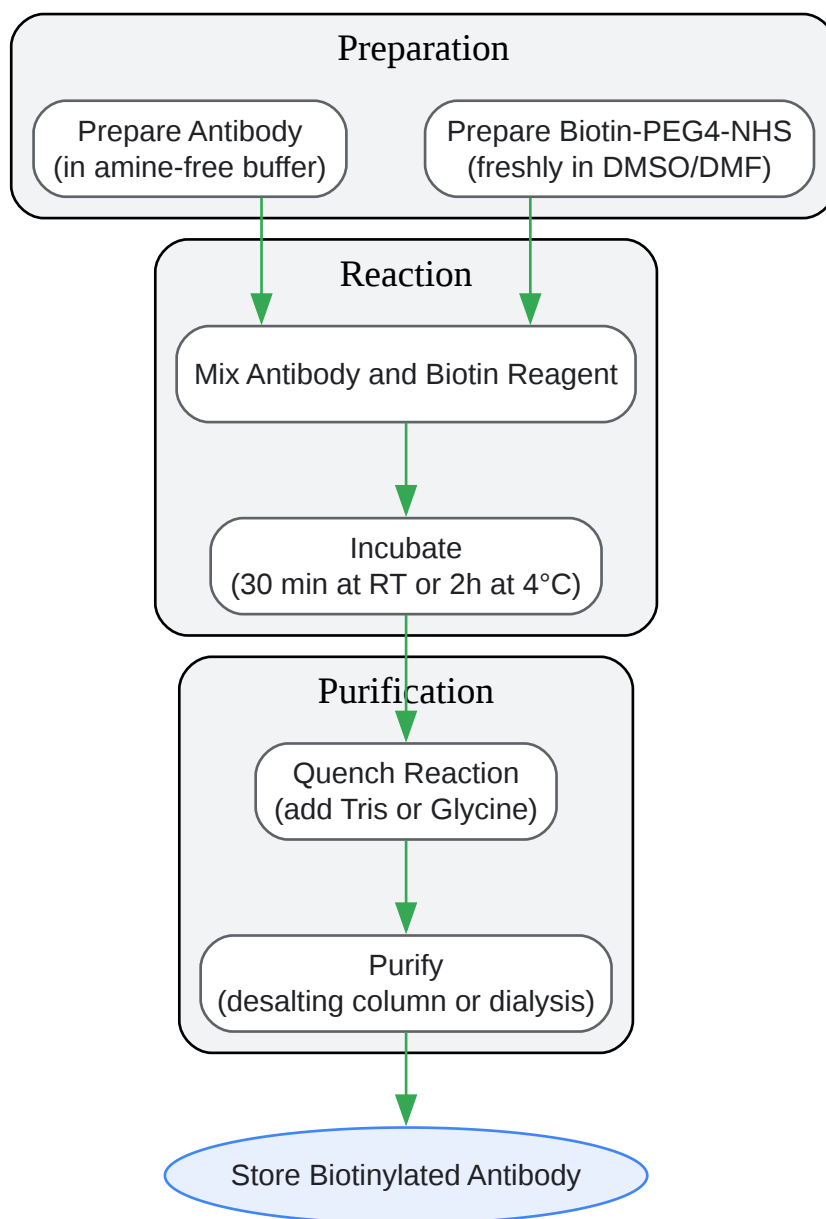 Preparation
Prepare Antibody
(in amine-free buffer)
Prepare Biotin-PEG4-NHS
(freshly in DMSO/DMF)
Reaction
Mix Antibody and Biotin Reagent
Incubate
(30 min at RT or 2h at 4°C)
Purification
Quench Reaction
(add Tris or Glycine)
Purify
(desalting column or dialysis)
Store Biotinylated Antibody